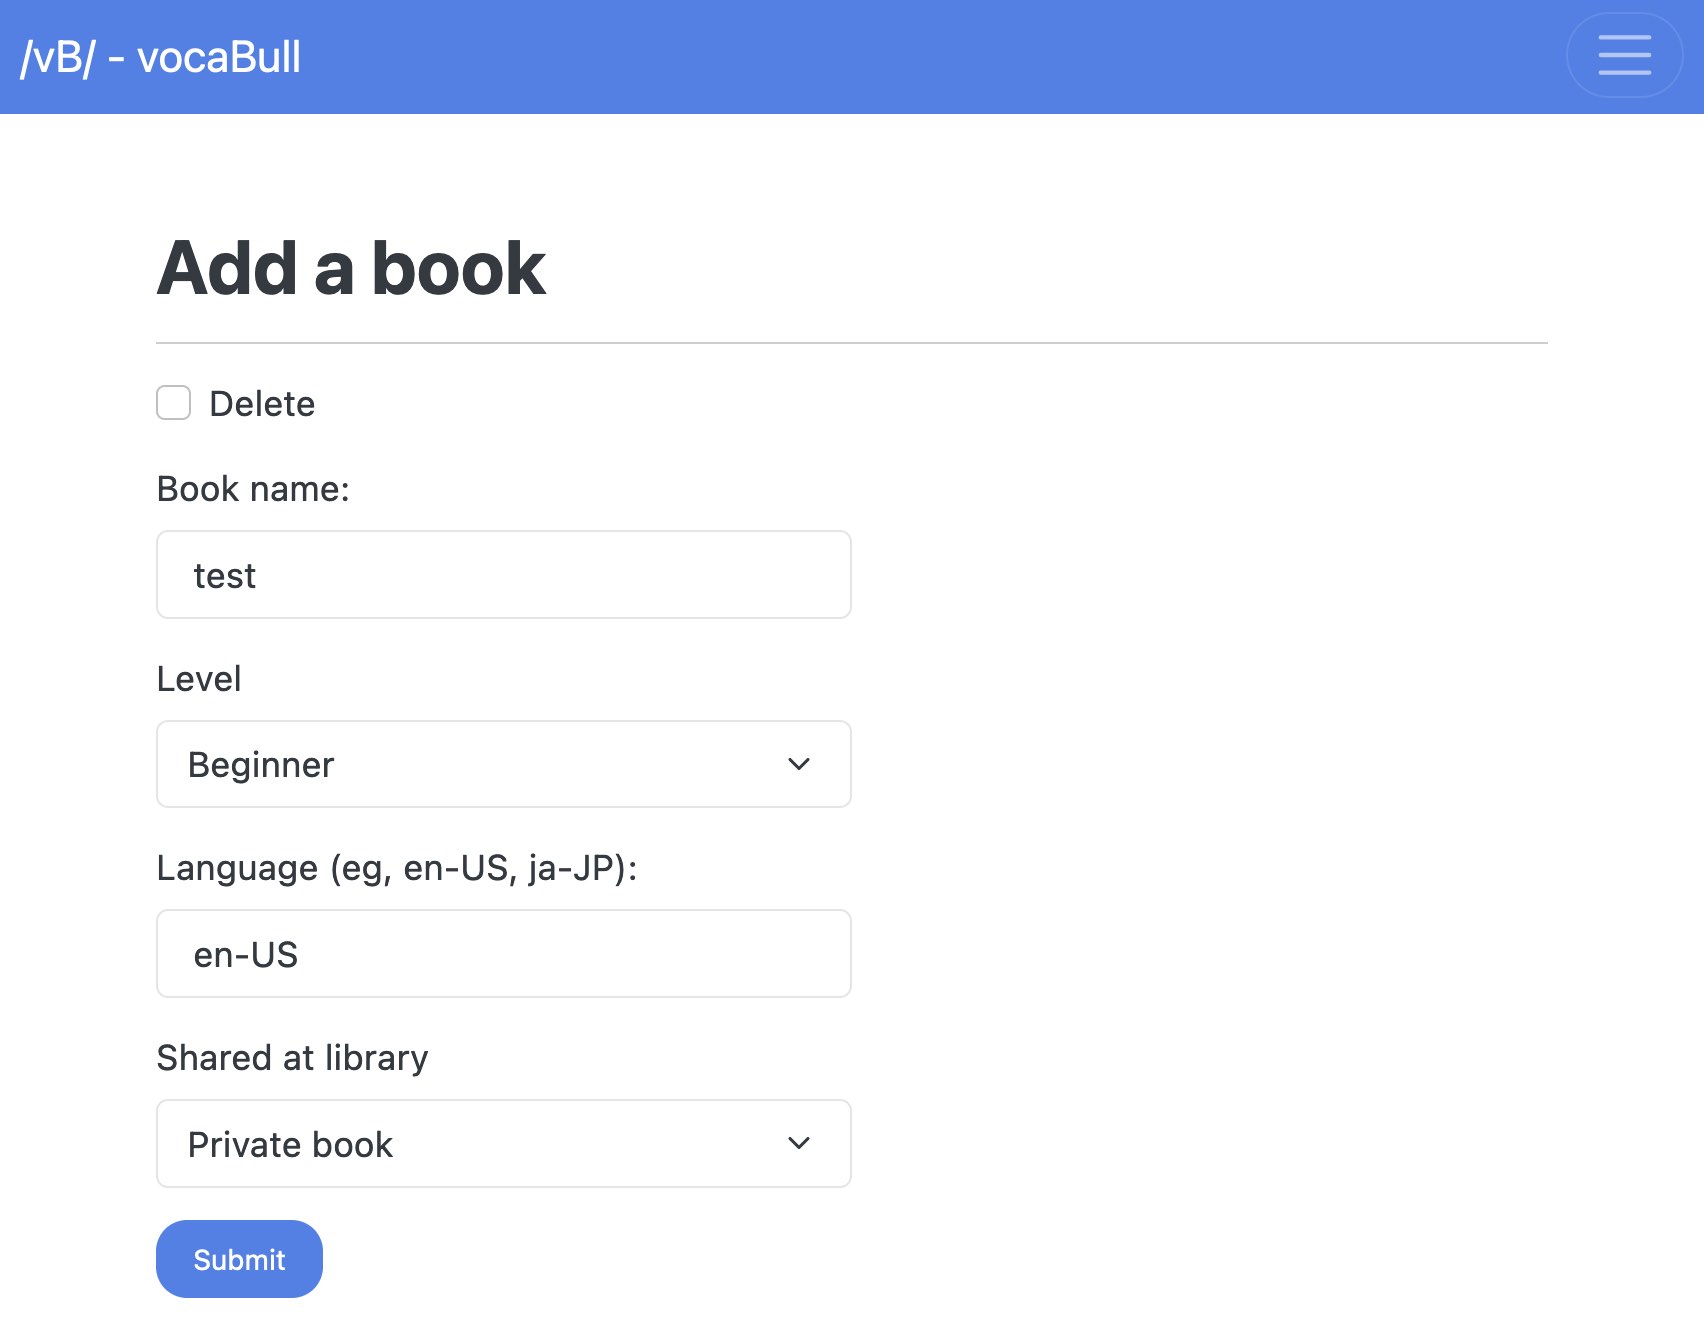 /vB/ - vocaBull
Add a book
Delete
Book name:
test
Level
Beginner
Language (eg, en-US, ja-JP):
en-US
Shared at library
Private book
Submit